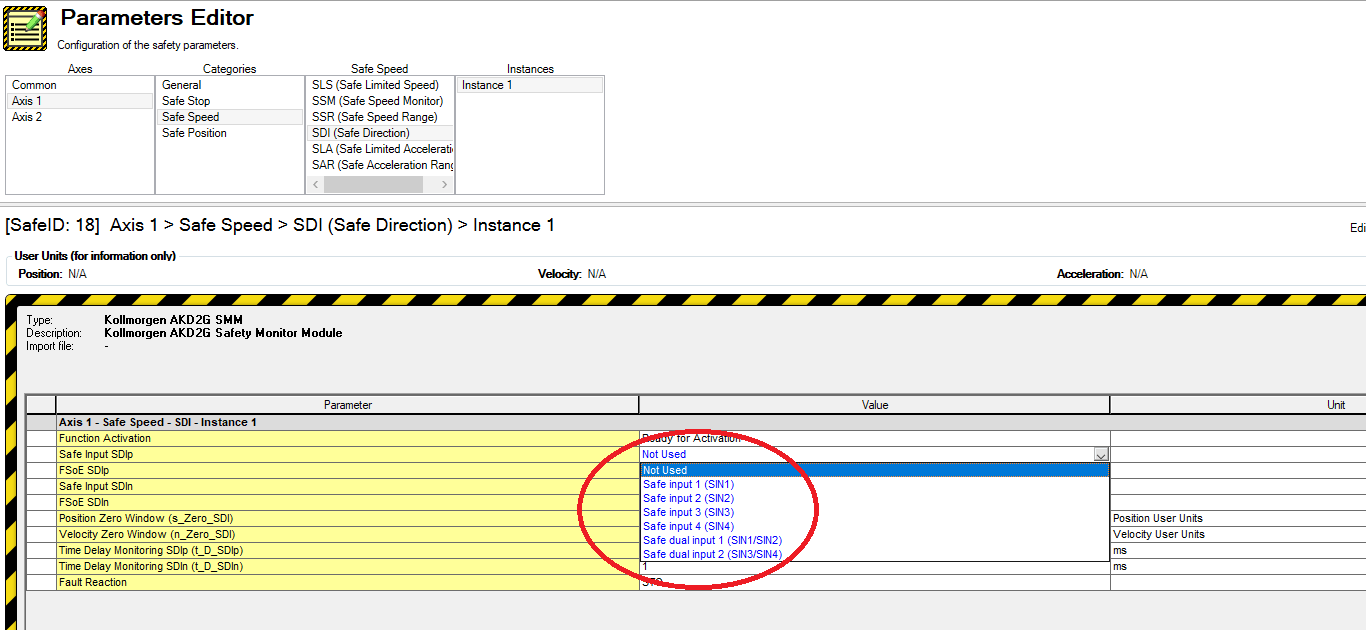 Parameters Editor
Configuration of the safety parameters.
Axes Categories Safe Speed Instances
Common General SLS (Safe Limited Speed) Instance 1
Axis 1 Safe Stop SSM (Safe Speed Monitor)
Axis 2 Safe Speed SSR (Safe Speed Range)
Safe Position SDI (Safe Direction)
SLA (Safe Limited Accelerati
SAR (Safe Acceleration Rang
[SafeID: 18] Axis 1 > Safe Speed > SDI (Safe Direction) > Instance 1 Edi
User Units (for information only)
Position: N/A Velocity: N/A Acceleration: N/A
Type: Kollmorgen AKD2G SMM
Description: Kollmorgen AKD2G Safety Monitor Module
Import file: -
Parameter Value Unit
Axis 1 - Safe Speed - SDI - Instance 1
Function Activation Ready for Activation
Safe Input SDIp Not Used
FSoE SDIp Not Used
Safe Input SDIn Safe input 1 (SIN1)
FSoE SDIn Safe input 2 (SIN2)
Safe input 3 (SIN3)
Position Zero Window (s_Zero_SDI) Position User Units
Safe input 4 (SIN4)
Velocity Zero Window (n_Zero_SDI) Velocity User Units
Safe dual input 1 (SIN1/SIN2)
Time Delay Monitoring SDIp (t_D_SDIp) Safe dual input 2 (SIN3/SIN4) ms
Time Delay Monitoring SDIn (t_D_SDIn) 1 ms
Fault Reaction STO